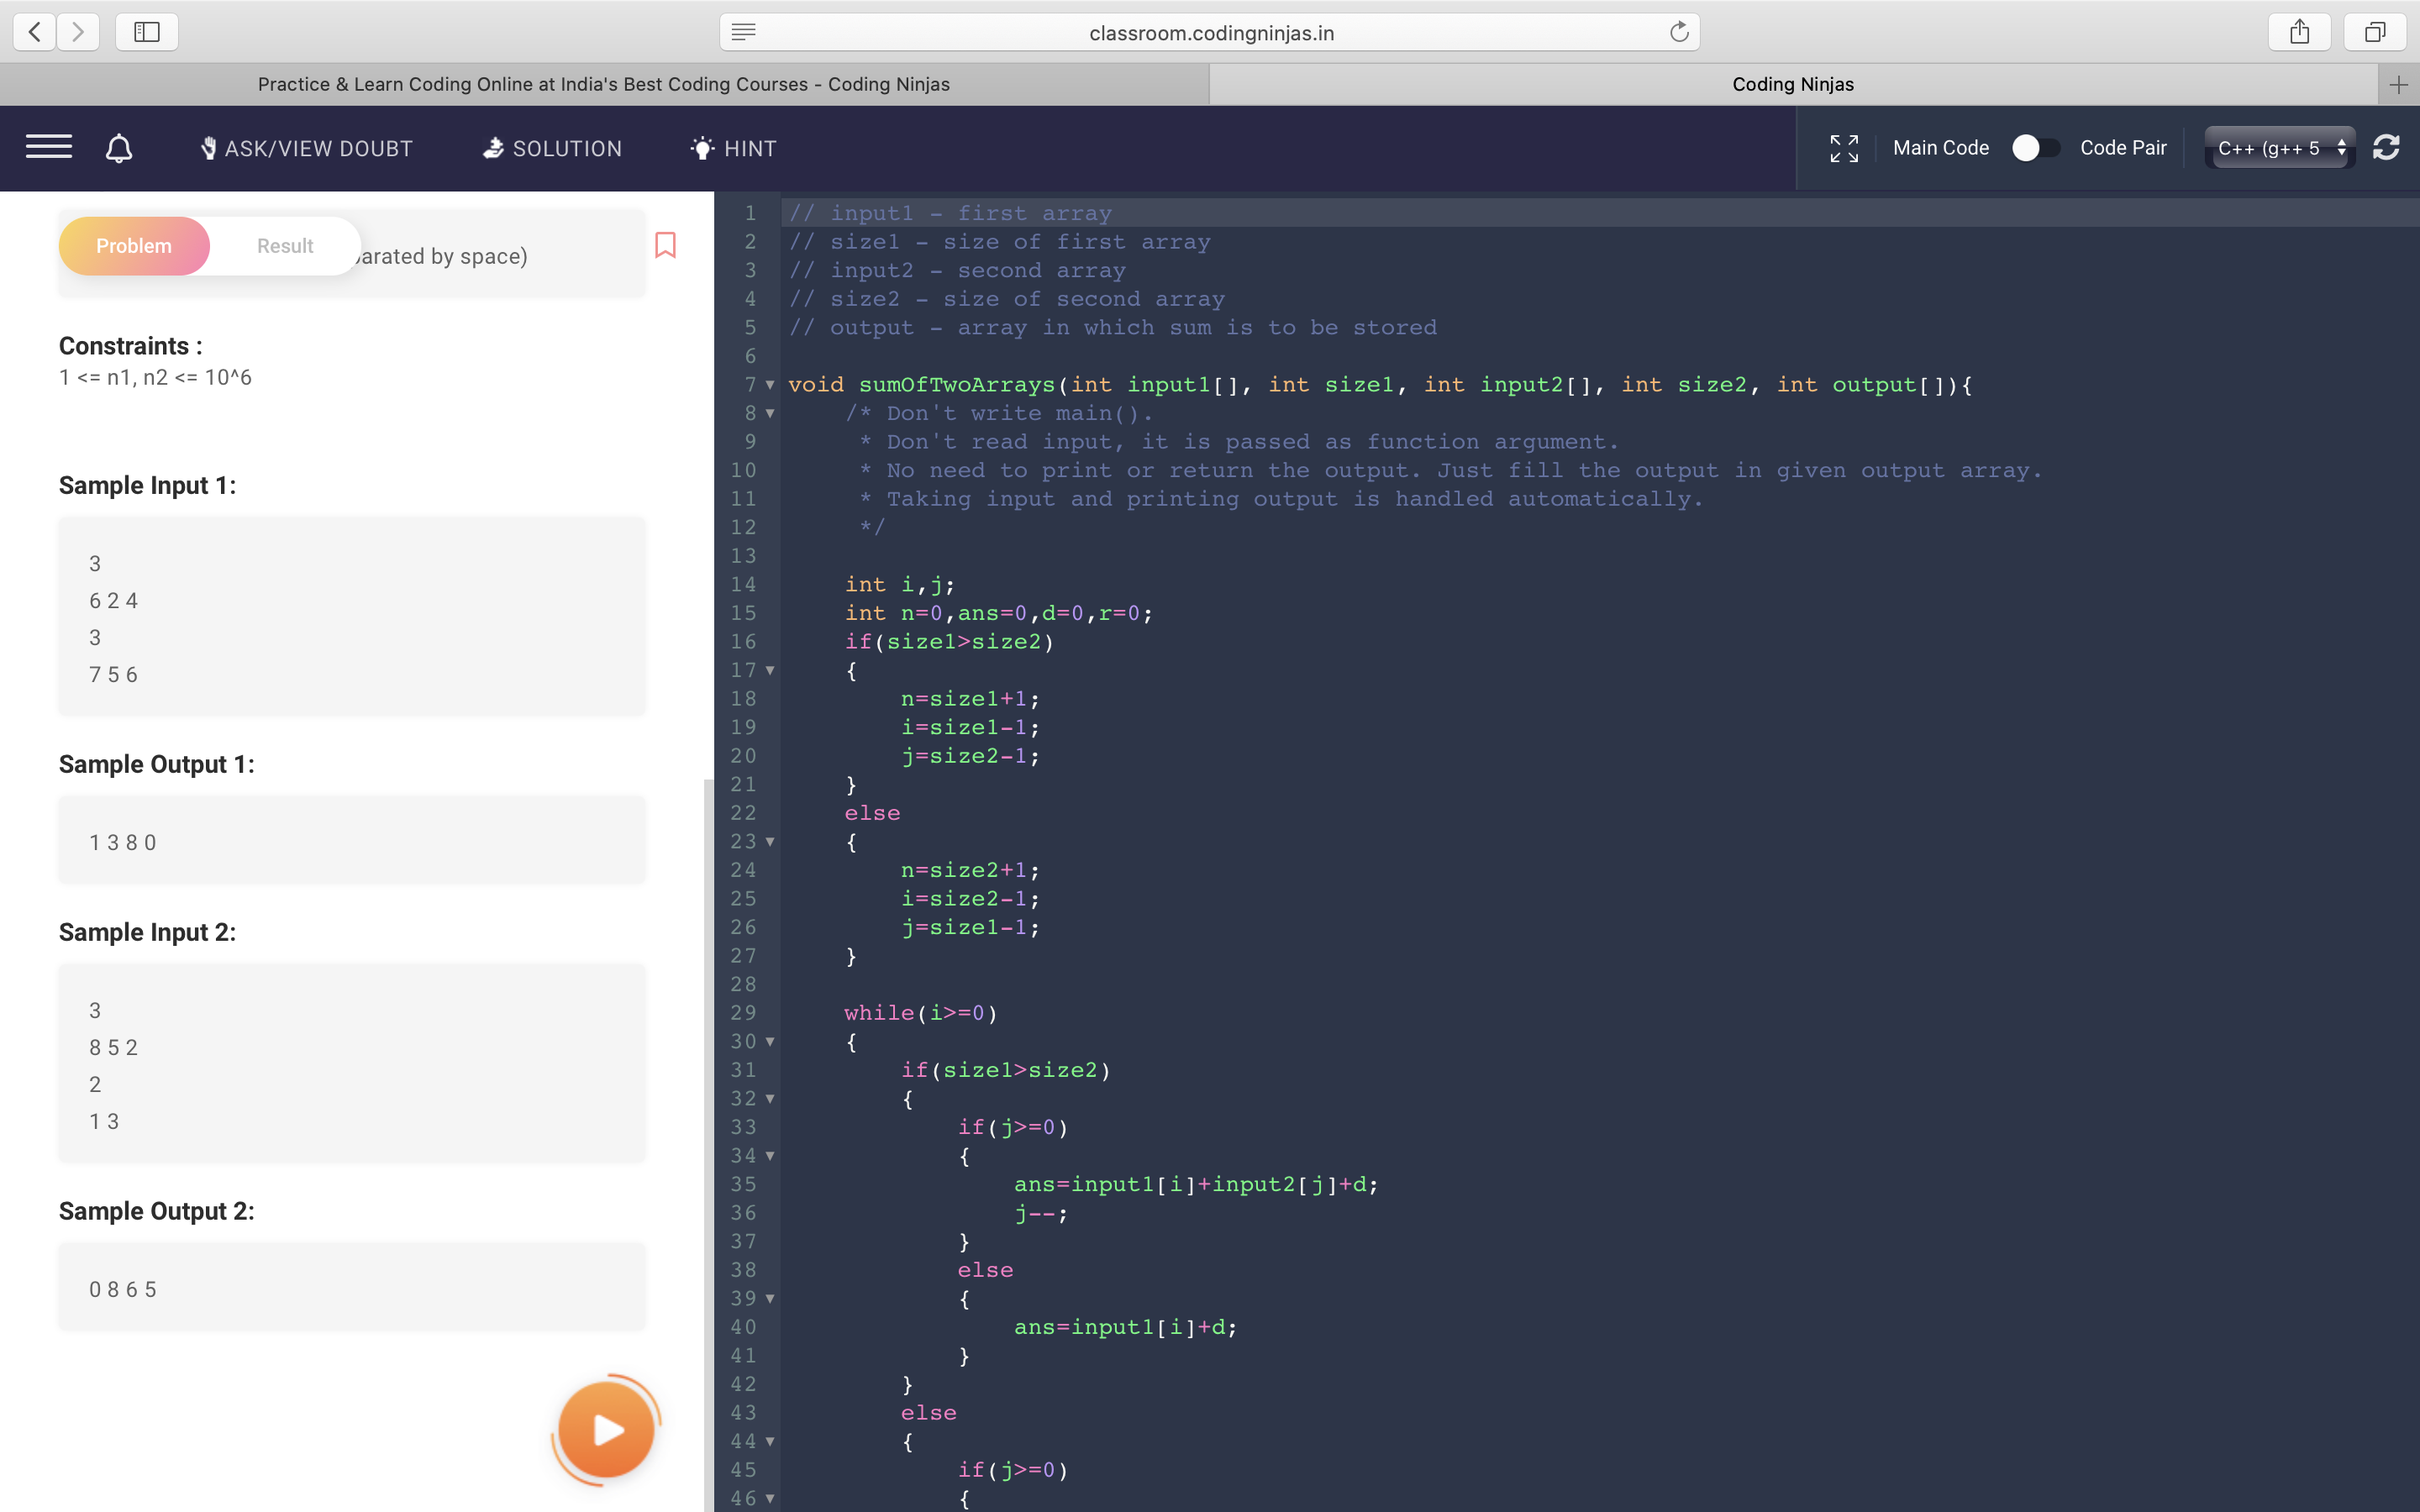 classroom.codingninjas.in
Practice & Learn Coding Online at India's Best Coding Courses - Coding Ninjas
Coding Ninjas
ASK/VIEW DOUBT
SOLUTION
HINT
Main Code
Code Pair
C++ (g++ 5
Problem
Result
by space)
Constraints :
1 <= n1, n2 <= 10^6
Sample Input 1:
3
6 2 4
3
7 5 6
Sample Output 1:
1 3 8 0
Sample Input 2:
3
8 5 2
2
1 3
Sample Output 2:
0 8 6 5
1 // input1 - first array
2 // size1 - size of first array
3 // input2 - second array
4 // size2 - size of second array
5 // output - array in which sum is to be stored
6
7 void sumOfTwoArrays(int input1[], int size1, int input2[], int size2, int output[]){
8 /* Don't write main().
9 * Don't read input, it is passed as function argument.
10 * No need to print or return the output. Just fill the output in given output array.
11 * Taking input and printing output is handled automatically.
12 */
13
14 int i,j;
15 int n=0,ans=0,d=0,r=0;
16 if(size1>size2)
17 {
18 n=size1+1;
19 i=size1-1;
20 j=size2-1;
21 }
22 else
23 {
24 n=size2+1;
25 i=size2-1;
26 j=size1-1;
27 }
28
29 while(i>=0)
30 {
31 if(size1>size2)
32 {
33 if(j>=0)
34 {
35 ans=input1[i]+input2[j]+d;
36 j--;
37 }
38 else
39 {
40 ans=input1[i]+d;
41 }
42 }
43 else
44 {
45 if(j>=0)
46 {